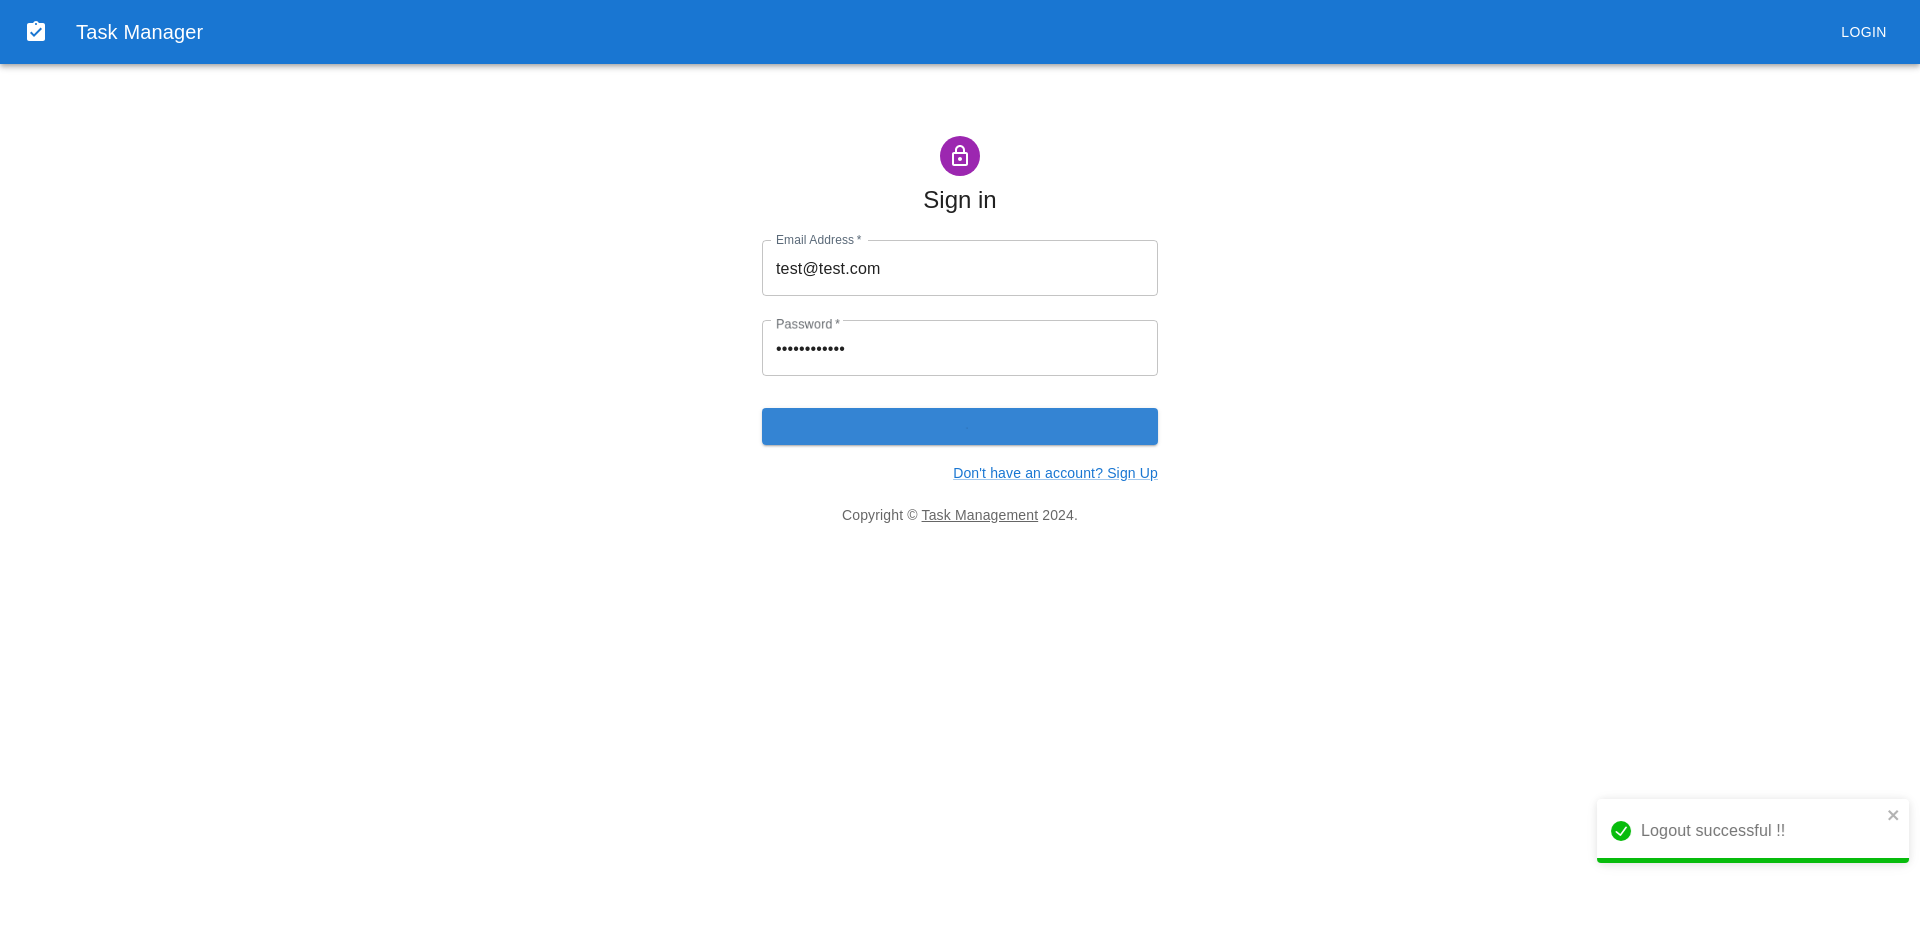 Task Manager
LOGIN
Sign in
Email Address *
test@test.com
Password *
••••••••••••
Don't have an account? Sign Up
Copyright © Task Management 2024.
Logout successful !!